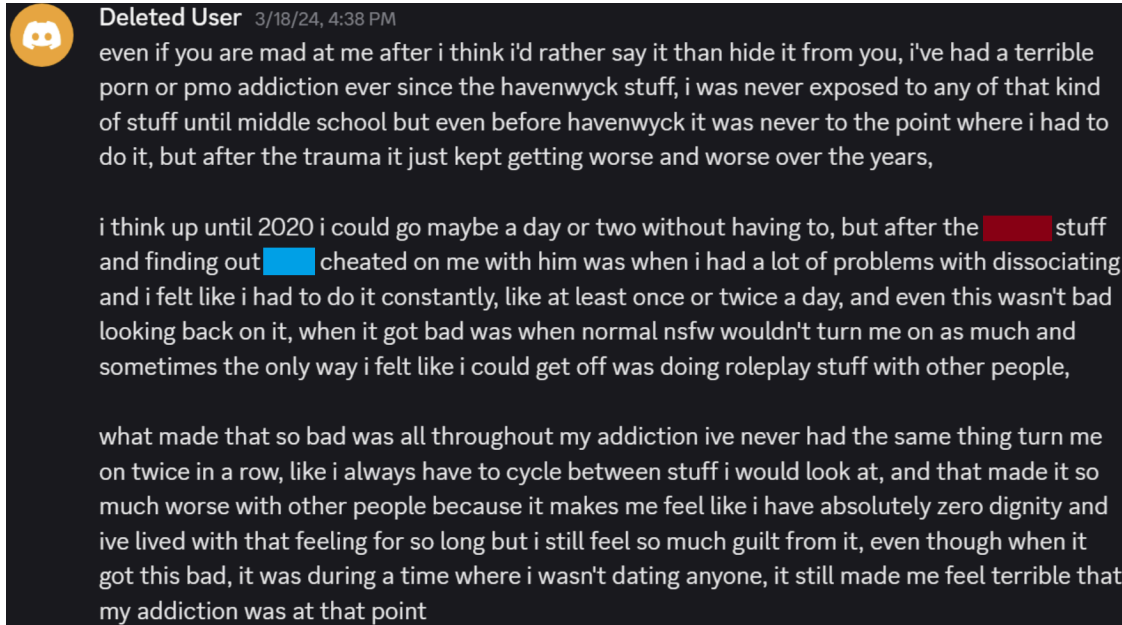 Deleted User 3/18/24, 4:38 PM
even if you are mad at me after i think i'd rather say it than hide it from you, i've had a terrible
porn or pmo addiction ever since the havenwyck stuff, i was never exposed to any of that kind
of stuff until middle school but even before havenwyck it was never to the point where i had to
do it, but after the trauma it just kept getting worse and worse over the years,
i think up until 2020 i could go maybe a day or two without having to, but after the stuff
and finding out cheated on me with him was when i had a lot of problems with dissociating
and i felt like i had to do it constantly, like at least once or twice a day, and even this wasn't bad
looking back on it, when it got bad was when normal nsfw wouldn't turn me on as much and
sometimes the only way i felt like i could get off was doing roleplay stuff with other people,
what made that so bad was all throughout my addiction ive never had the same thing turn me
on twice in a row, like i always have to cycle between stuff i would look at, and that made it so
much worse with other people because it makes me feel like i have absolutely zero dignity and
ive lived with that feeling for so long but i still feel so much guilt from it, even though when it
got this bad, it was during a time where i wasn't dating anyone, it still made me feel terrible that
my addiction was at that point